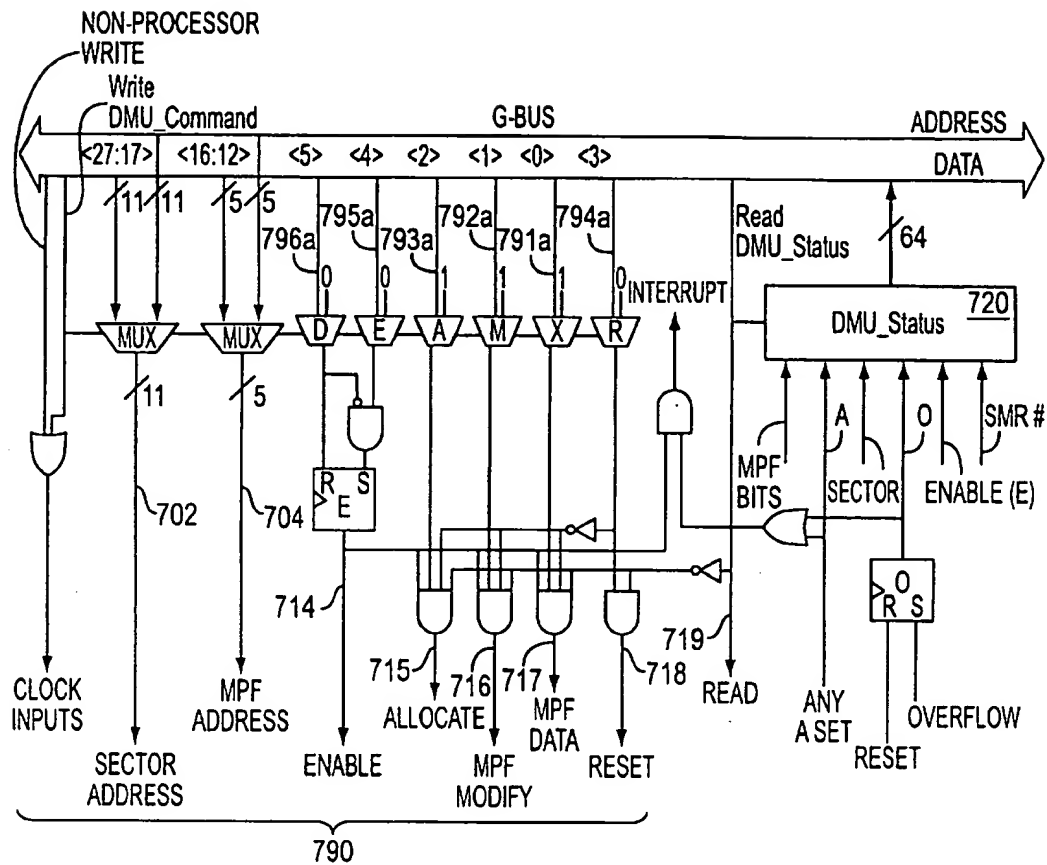 NON-PROCESSOR
WRITE
Write
DMU_Command
G-BUS
ADDRESS
<27:17>
<16:12>
<5>
<4>
<2>
<1>
<0>
<3>
DATA
11
11
5
5
796a
795a
793a
792a
791a
794a
Read
DMU_Status
64
0
0
1
1
1
0
INTERRUPT
720
DMU_Status
MUX
MUX
D
E
A
M
X
R
11
5
MPF
BITS
A
SECTOR
O
ENABLE (E)
SMR #
R S
E
702
704
O
R S
714
715
716
717
718
719
CLOCK
INPUTS
SECTOR
ADDRESS
MPF
ADDRESS
ENABLE
ALLOCATE
MPF
MODIFY
MPF
DATA
RESET
READ
ANY
A SET
RESET
OVERFLOW
790